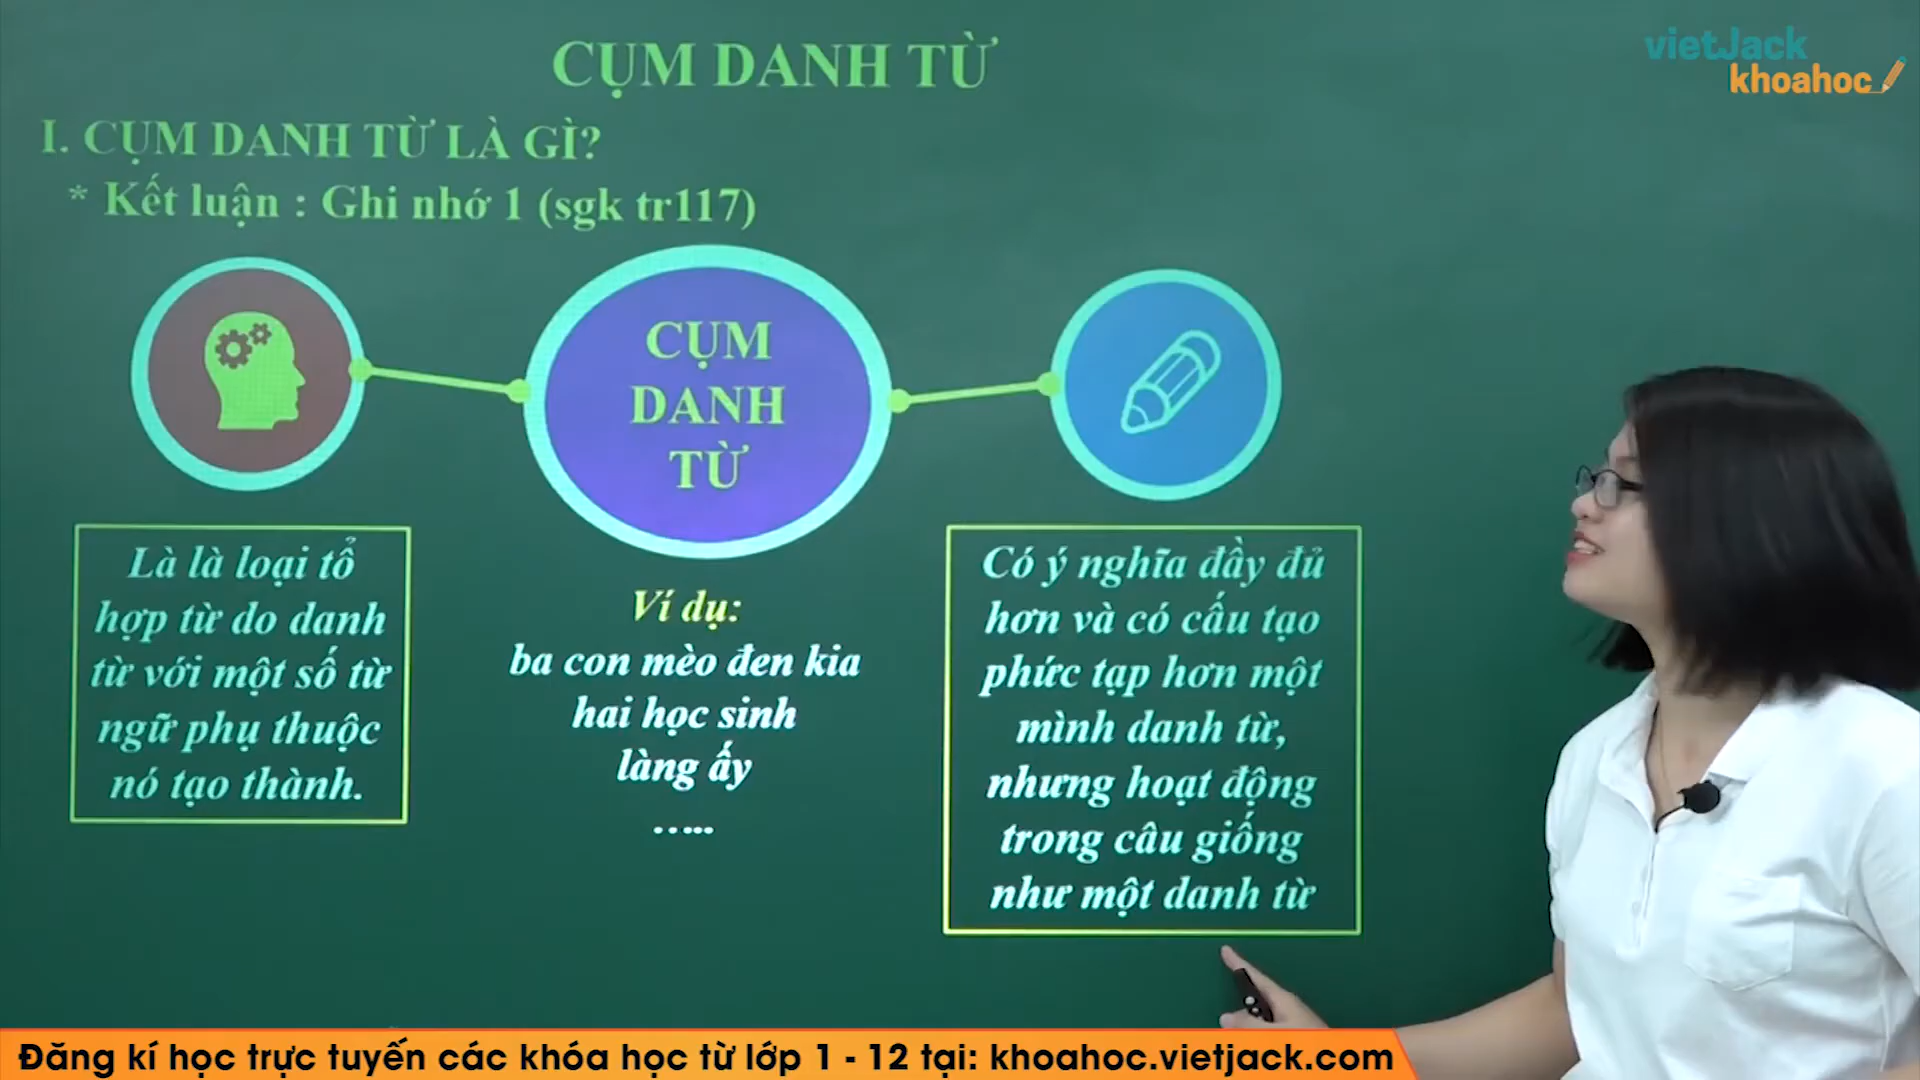 CỤM DANH TỪ
vietJack
khoahoc
I. CỤM DANH TỪ LÀ GÌ?
* Kết luận : Ghi nhớ 1 (sgk tr117)
CỤM
DANH
TỪ
Là là loại tổ
hợp từ do danh
từ với một số từ
ngữ phụ thuộc
nó tạo thành.
Ví dụ:
ba con mèo đen kia
hai học sinh
làng ấy
…..
Có ý nghĩa đầy đủ
hơn và có cấu tạo
phức tạp hơn một
mình danh từ,
nhưng hoạt động
trong câu giống
như một danh từ
Đăng kí học trực tuyến các khóa học từ lớp 1 - 12 tại: khoahoc.vietjack.com